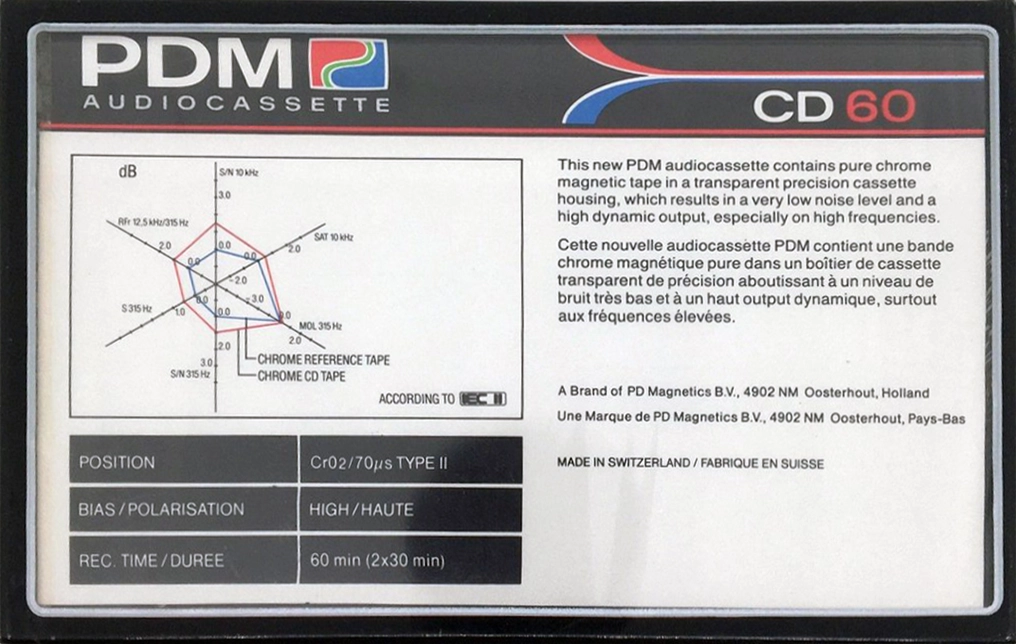 PDM
AUDIOCASSETTE
CD 60
dB
S/N 10 kHz
3.0
RFr 12,5 kHz/315 Hz
2.0
0.0
0.0
0.0
SAT 10 kHz
2.0
-2.0
-3.0
S 315 Hz
1.0
0.0
0.0
0.0
MOL 315 Hz
2.0
2.0
3.0
S/N 315 Hz
CHROME REFERENCE TAPE
CHROME CD TAPE
ACCORDING TO IEC II
POSITION
CrO2/70µs TYPE II
BIAS/POLARISATION
HIGH/HAUTE
REC. TIME/DUREE
60 min (2x30 min)
This new PDM audiocassette contains pure chrome
magnetic tape in a transparent precision cassette
housing, which results in a very low noise level and a
high dynamic output, especially on high frequencies.
Cette nouvelle audiocassette PDM contient une bande
chrome magnétique pure dans un boîtier de cassette
transparent de précision aboutissant à un niveau de
bruit très bas et à un haut output dynamique, surtout
aux fréquences élevées.
A Brand of PD Magnetics B.V., 4902 NM Oosterhout, Holland
Une Marque de PD Magnetics B.V., 4902 NM Oosterhout, Pays-Bas
MADE IN SWITZERLAND / FABRIQUE EN SUISSE